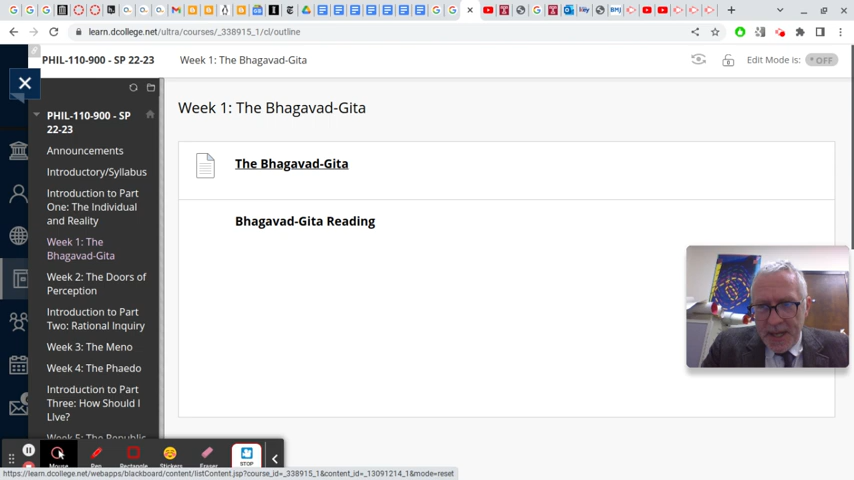 learn.dcollege.net/ultra/courses/_338915_1/cl/outline
PHIL-110-900 - SP 22-23
Week 1: The Bhagavad-Gita
Edit Mode is:
OFF
PHIL-110-900 - SP
22-23
Announcements
Introductory/Syllabus
Introduction to Part
One: The Individual
and Reality
Week 1: The
Bhagavad-Gita
Week 2: The Doors of
Perception
Introduction to Part
Two: Rational Inquiry
Week 3: The Meno
Week 4: The Phaedo
Introduction to Part
Three: How Should I
LIve?
Week 5: The Republic
Week 1: The Bhagavad-Gita
The Bhagavad-Gita
Bhagavad-Gita Reading
Mouse
Pen
Rectangle
Stickers
Eraser
STOP
https://learn.dcollege.net/webapps/blackboard/content/listContent.jsp?course_id=_338915_1&content_id=_13091214_1&mode=reset